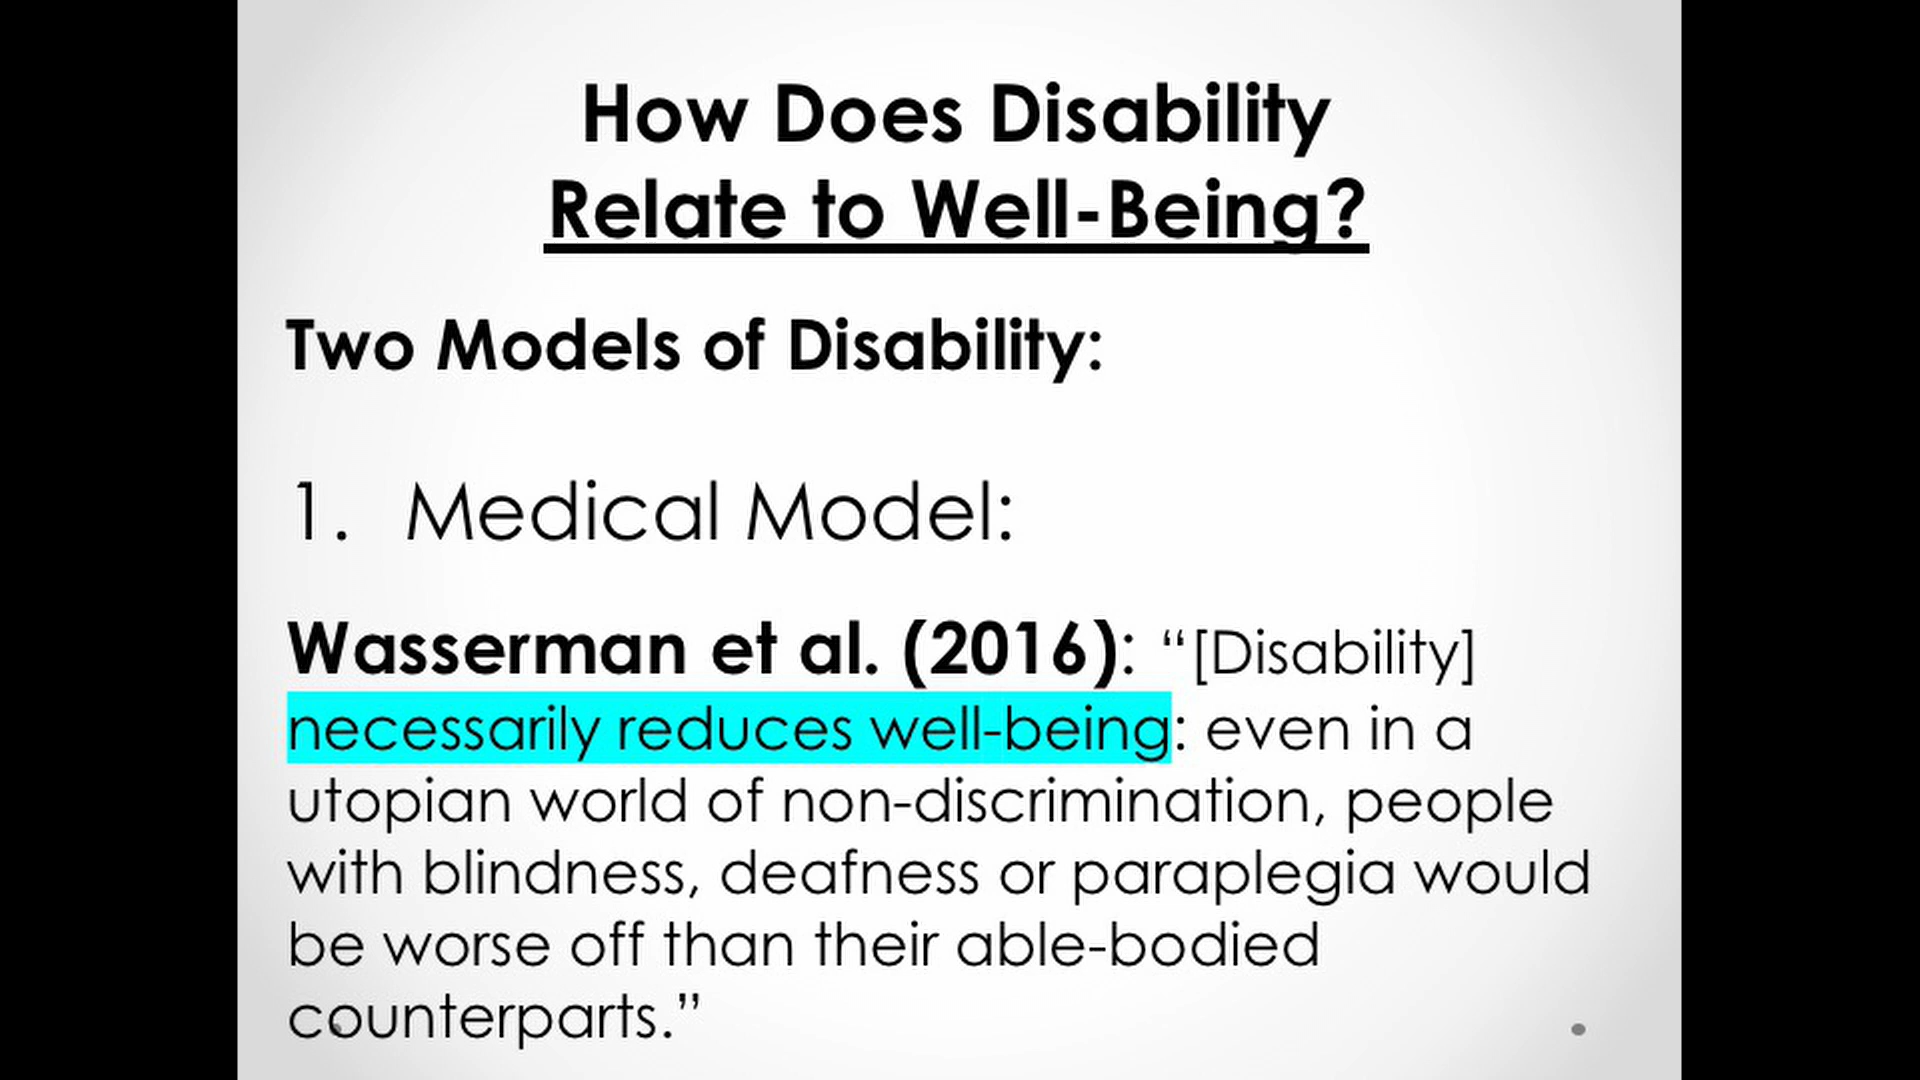 How Does Disability
Relate to Well-Being?
Two Models of Disability:
1. Medical Model:
Wasserman et al. (2016): “[Disability]
necessarily reduces well-being: even in a
utopian world of non-discrimination, people
with blindness, deafness or paraplegia would
be worse off than their able-bodied
counterparts.”